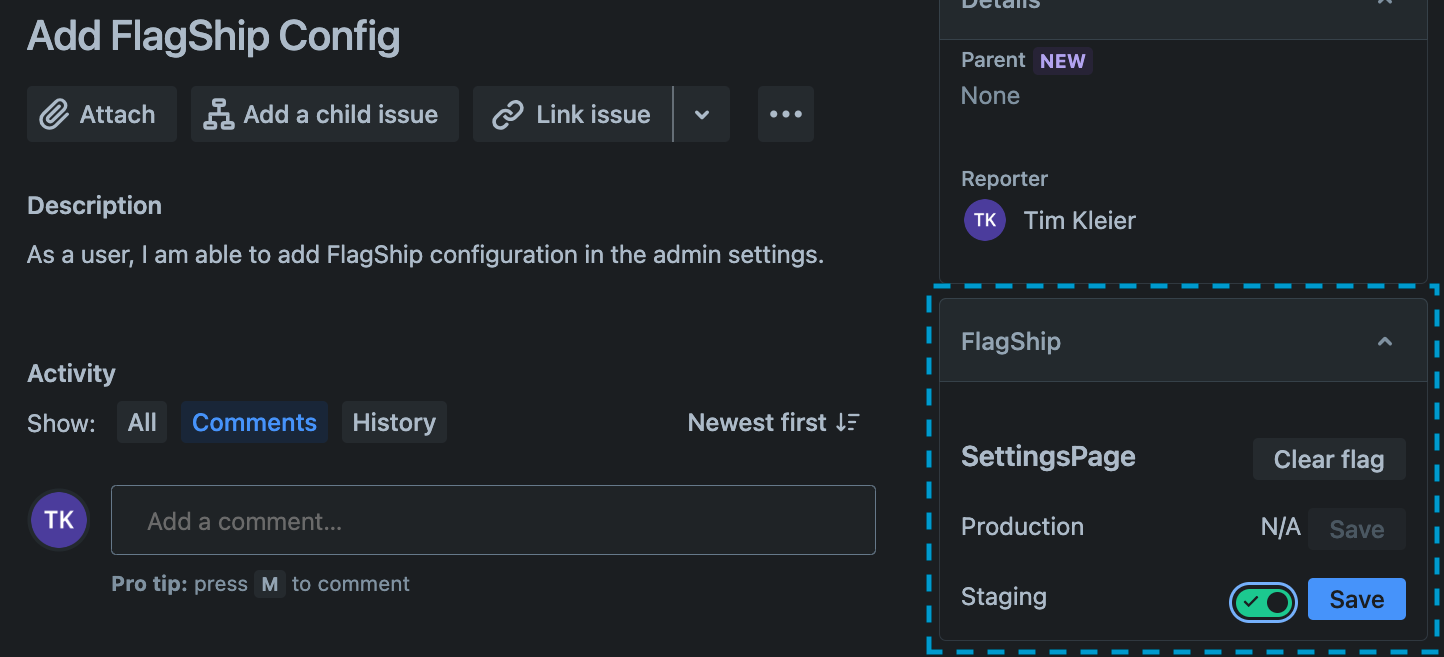 Add FlagShip Config
Attach
Add a child issue
Link issue
Description
As a user, I am able to add FlagShip configuration in the admin settings.
Activity
Show:
All
Comments
History
Newest first
TK
Add a comment...
Pro tip: press M to comment
Details
Parent NEW
None
Reporter
TK
Tim Kleier
FlagShip
SettingsPage
Clear flag
Production
N/A
Save
Staging
Save